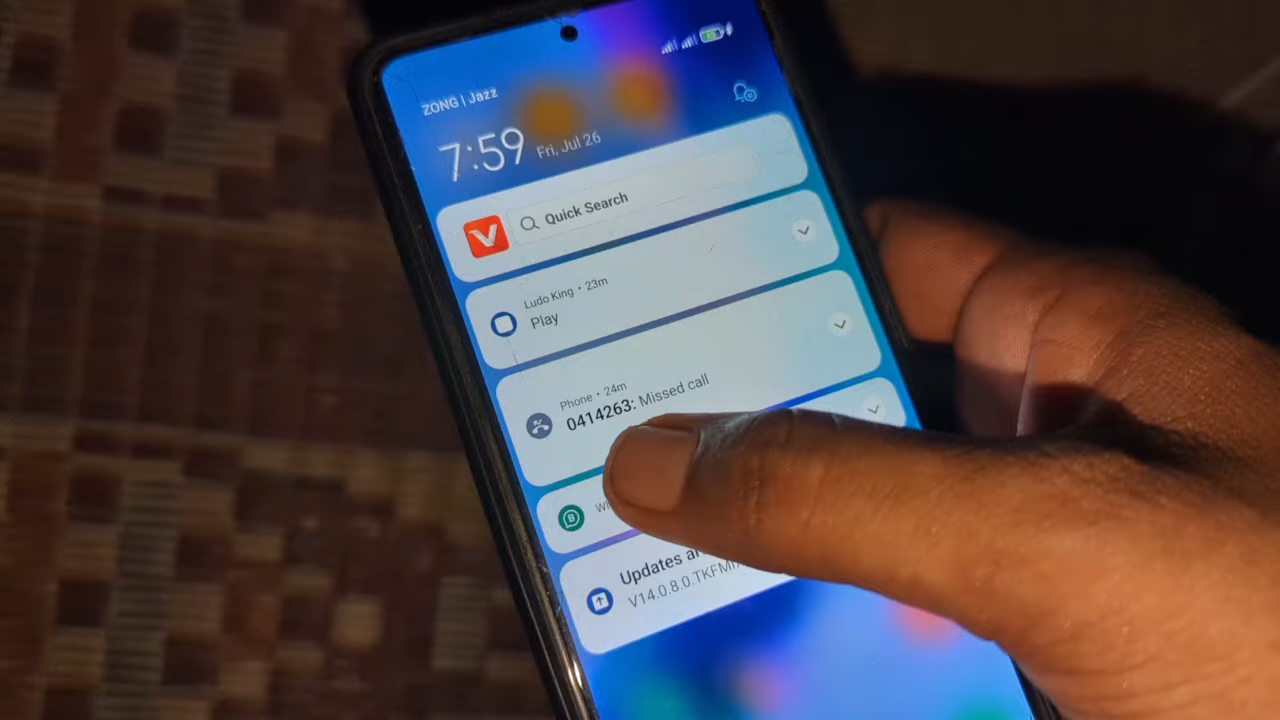 ZONG | Jazz
7:59 Fri, Jul 26
Quick Search
Ludo King • 23m
Play
Phone • 24m
0414263: Missed call
Updates
V14.0.8.0.TKFMI